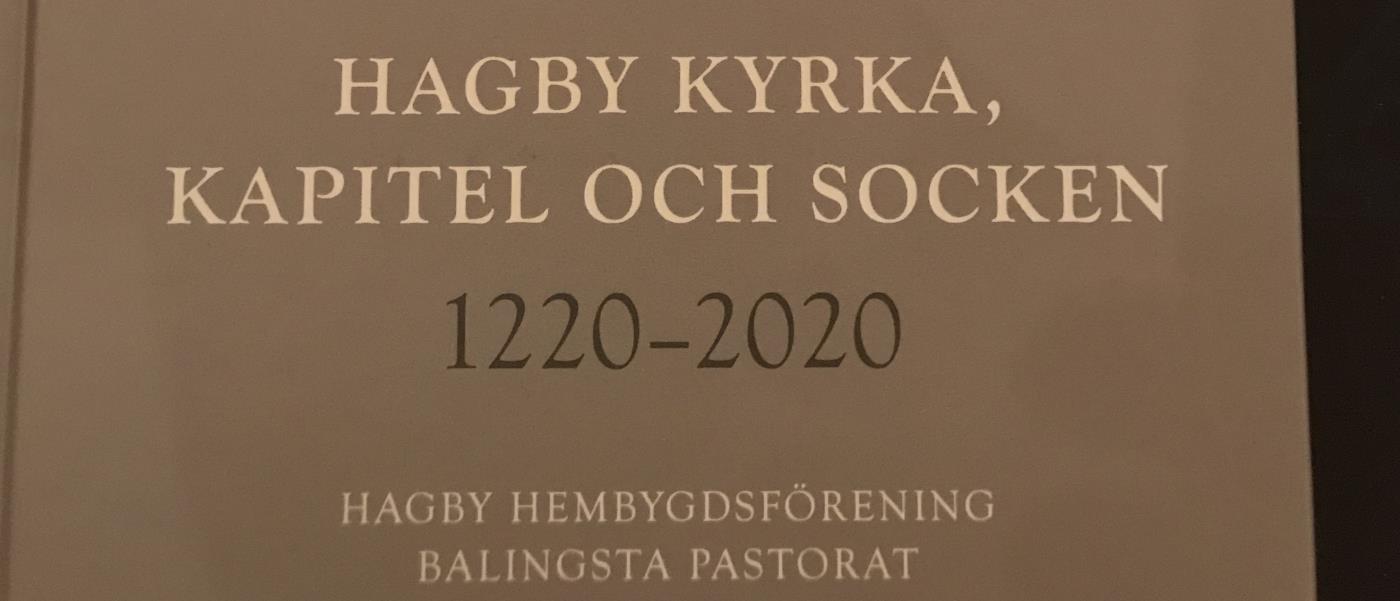 HAGBY KYRKA,
KAPITEL OCH SOCKEN
1220–2020
HAGBY HEMBYGDSFÖRENING
BALINGSTA PASTORAT